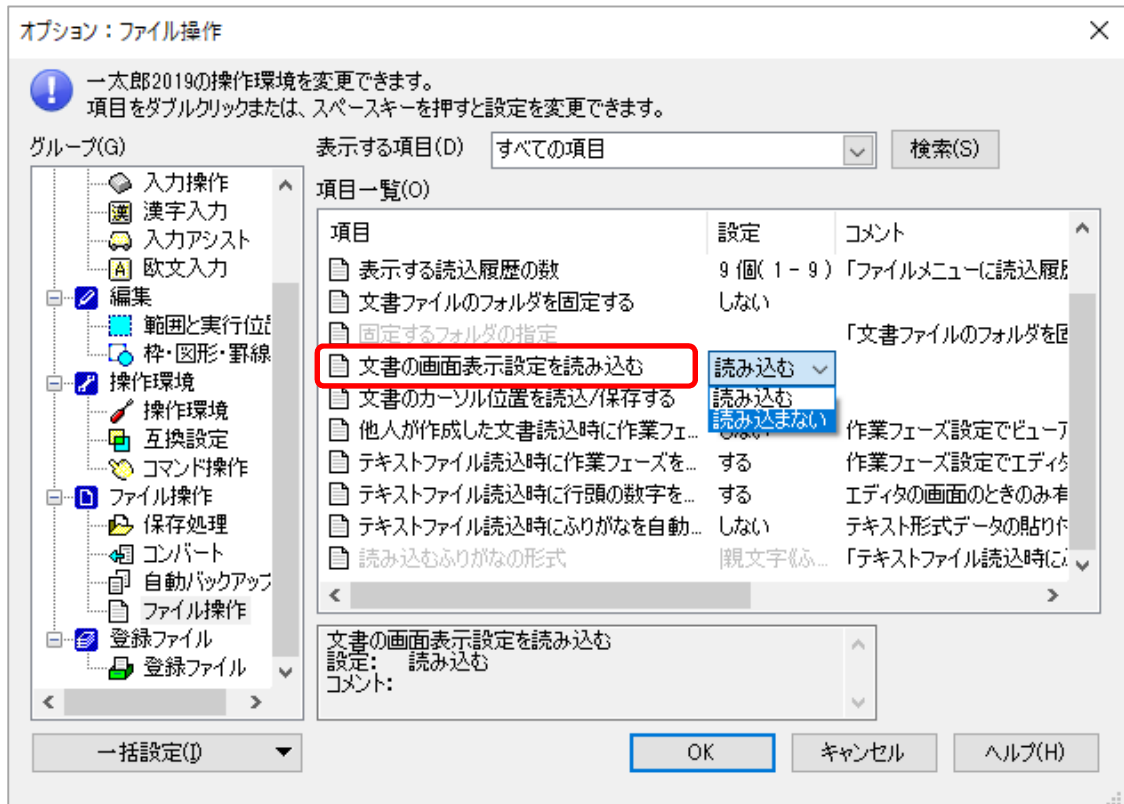 オプション：ファイル操作
一太郎2019の操作環境を変更できます。
項目をダブルクリックまたは、スペースキーを押すと設定を変更できます。
グループ(G)
表示する項目(D) すべての項目 検索(S)
項目一覧(O)
入力操作
漢字入力
入力アシスト
欧文入力
編集
範囲と実行位
枠・図形・罫線
操作環境
操作環境
互換設定
コマンド操作
ファイル操作
保存処理
コンバート
自動バックアップ
ファイル操作
登録ファイル
登録ファイル
項目 設定 コメント
表示する読込履歴の数 9 個( 1 - 9 ) 「ファイルメニューに読込履歴
文書ファイルのフォルダを固定する しない
固定するフォルダの指定 「文書ファイルのフォルダを固
文書の画面表示設定を読み込む 読み込む
読み込む
文書のカーソル位置を読込/保存する
読み込まない
他人が作成した文書読込時に作業フェ... 作業フェーズ設定でビューア
テキストファイル読込時に作業フェーズを... する 作業フェーズ設定でエディタ
テキストファイル読込時に行頭の数字を... する エディタの画面のときのみ有
テキストファイル読込時にふりがなを自動... しない テキスト形式データの貼り付
読み込むふりがなの形式 |親文字《ふ... 「テキストファイル読込時に
文書の画面表示設定を読み込む
設定: 読み込む
コメント:
一括設定(I) OK キャンセル ヘルプ(H)